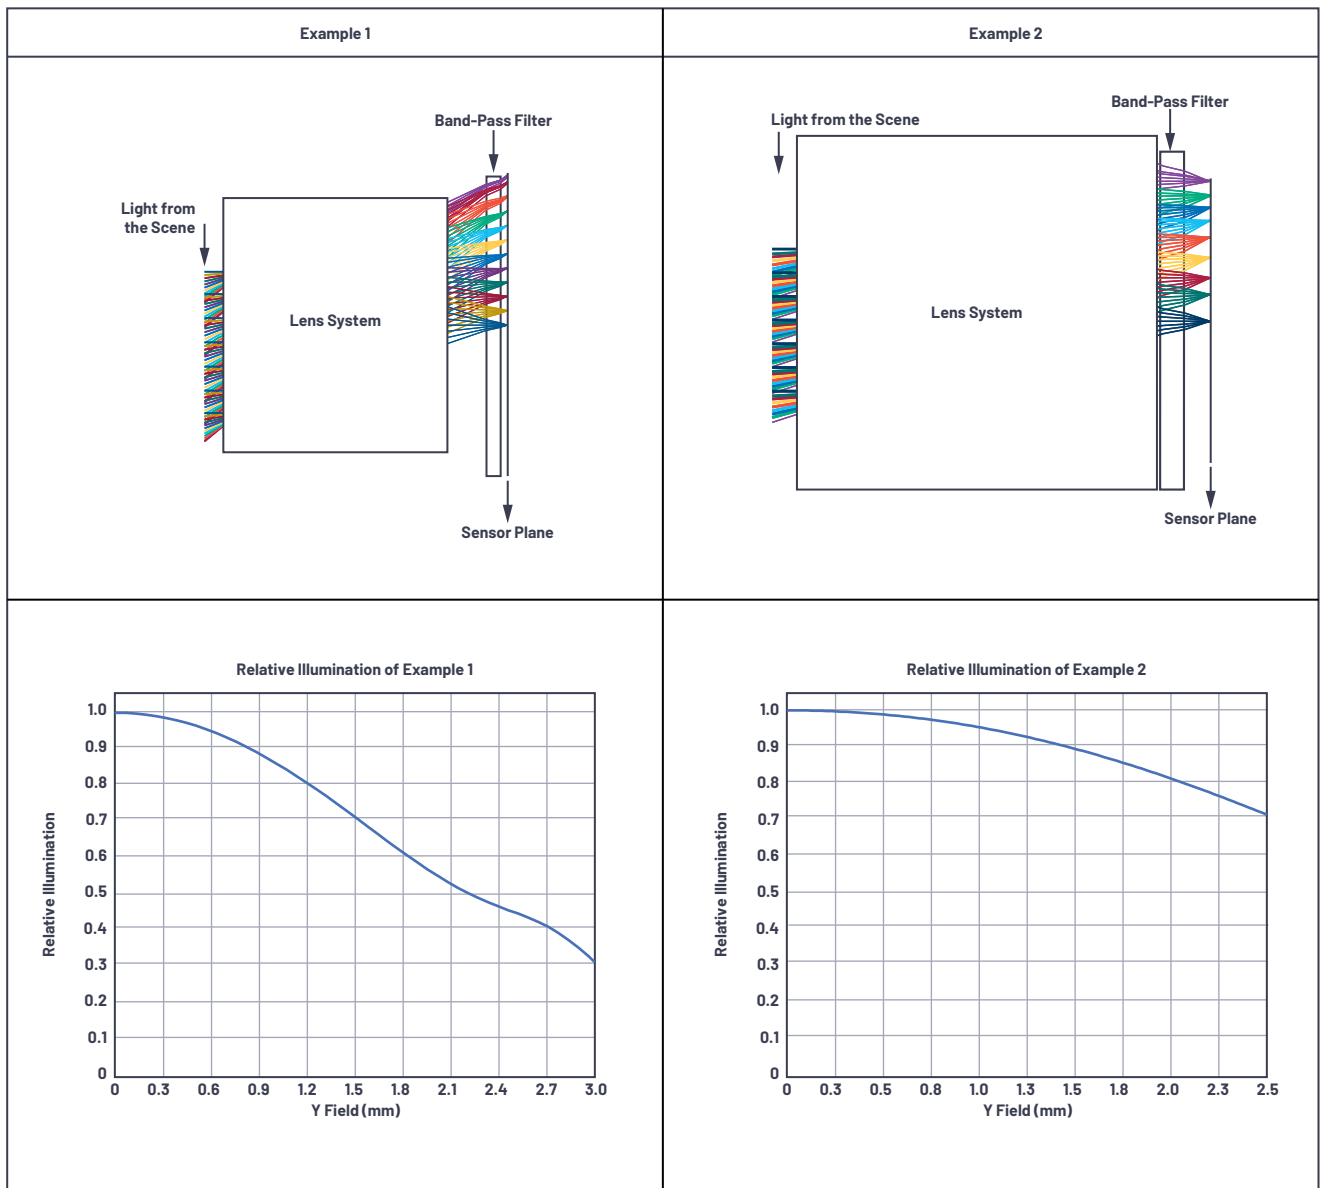 Example 1
Example 2
Band-Pass Filter
Light from
the Scene
Lens System
Sensor Plane
Band-Pass Filter
Light from the Scene
Lens System
Sensor Plane
Relative Illumination of Example 1
Relative Illumination
1.0
0.9
0.8
0.7
0.6
0.5
0.4
0.3
0.2
0.1
0
0 0.3 0.6 0.9 1.2 1.5 1.8 2.1 2.4 2.7 3.0
Y Field (mm)
Relative Illumination of Example 2
Relative Illumination
1.0
0.9
0.8
0.7
0.6
0.5
0.4
0.3
0.2
0.1
0
0 0.3 0.5 0.8 1.0 1.3 1.5 1.8 2.0 2.3 2.5
Y Field (mm)